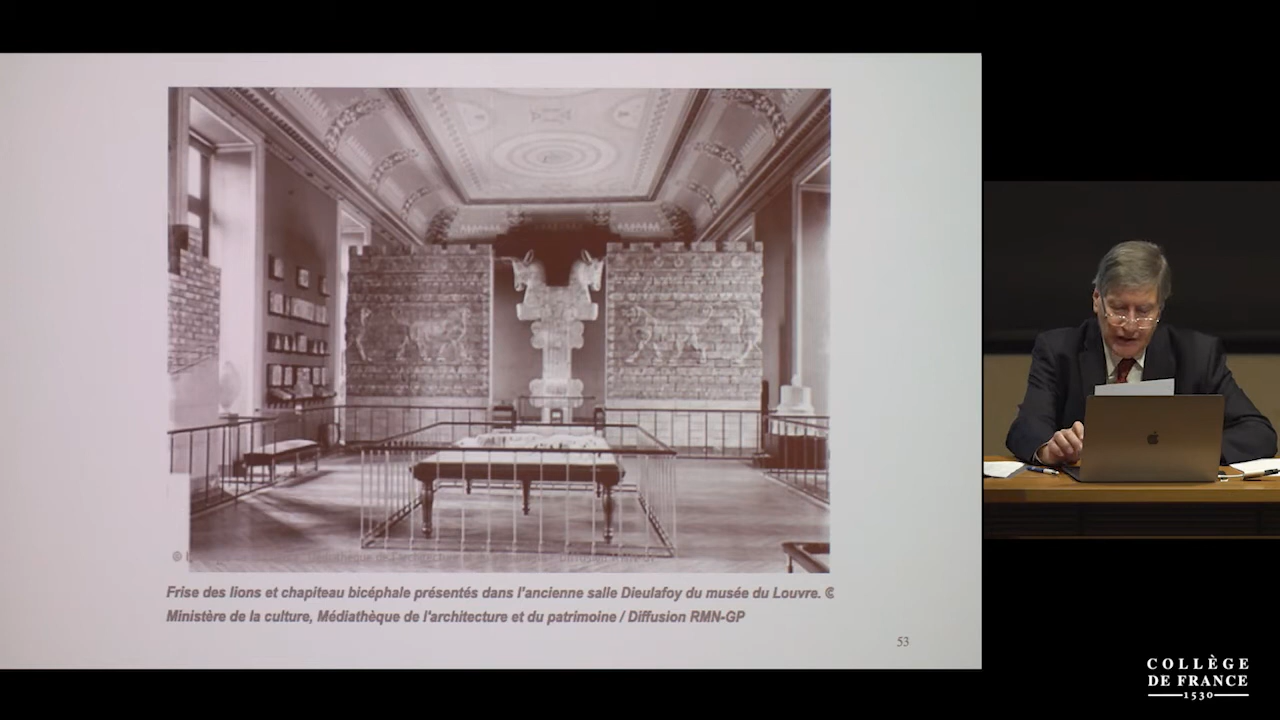 Frise des lions et chapiteau bicéphale présentés dans l'ancienne salle Dieulafoy du musée du Louvre. ©
Ministère de la culture, Médiathèque de l'architecture et du patrimoine / Diffusion RMN-GP
53
COLLÈGE
DE FRANCE
1530